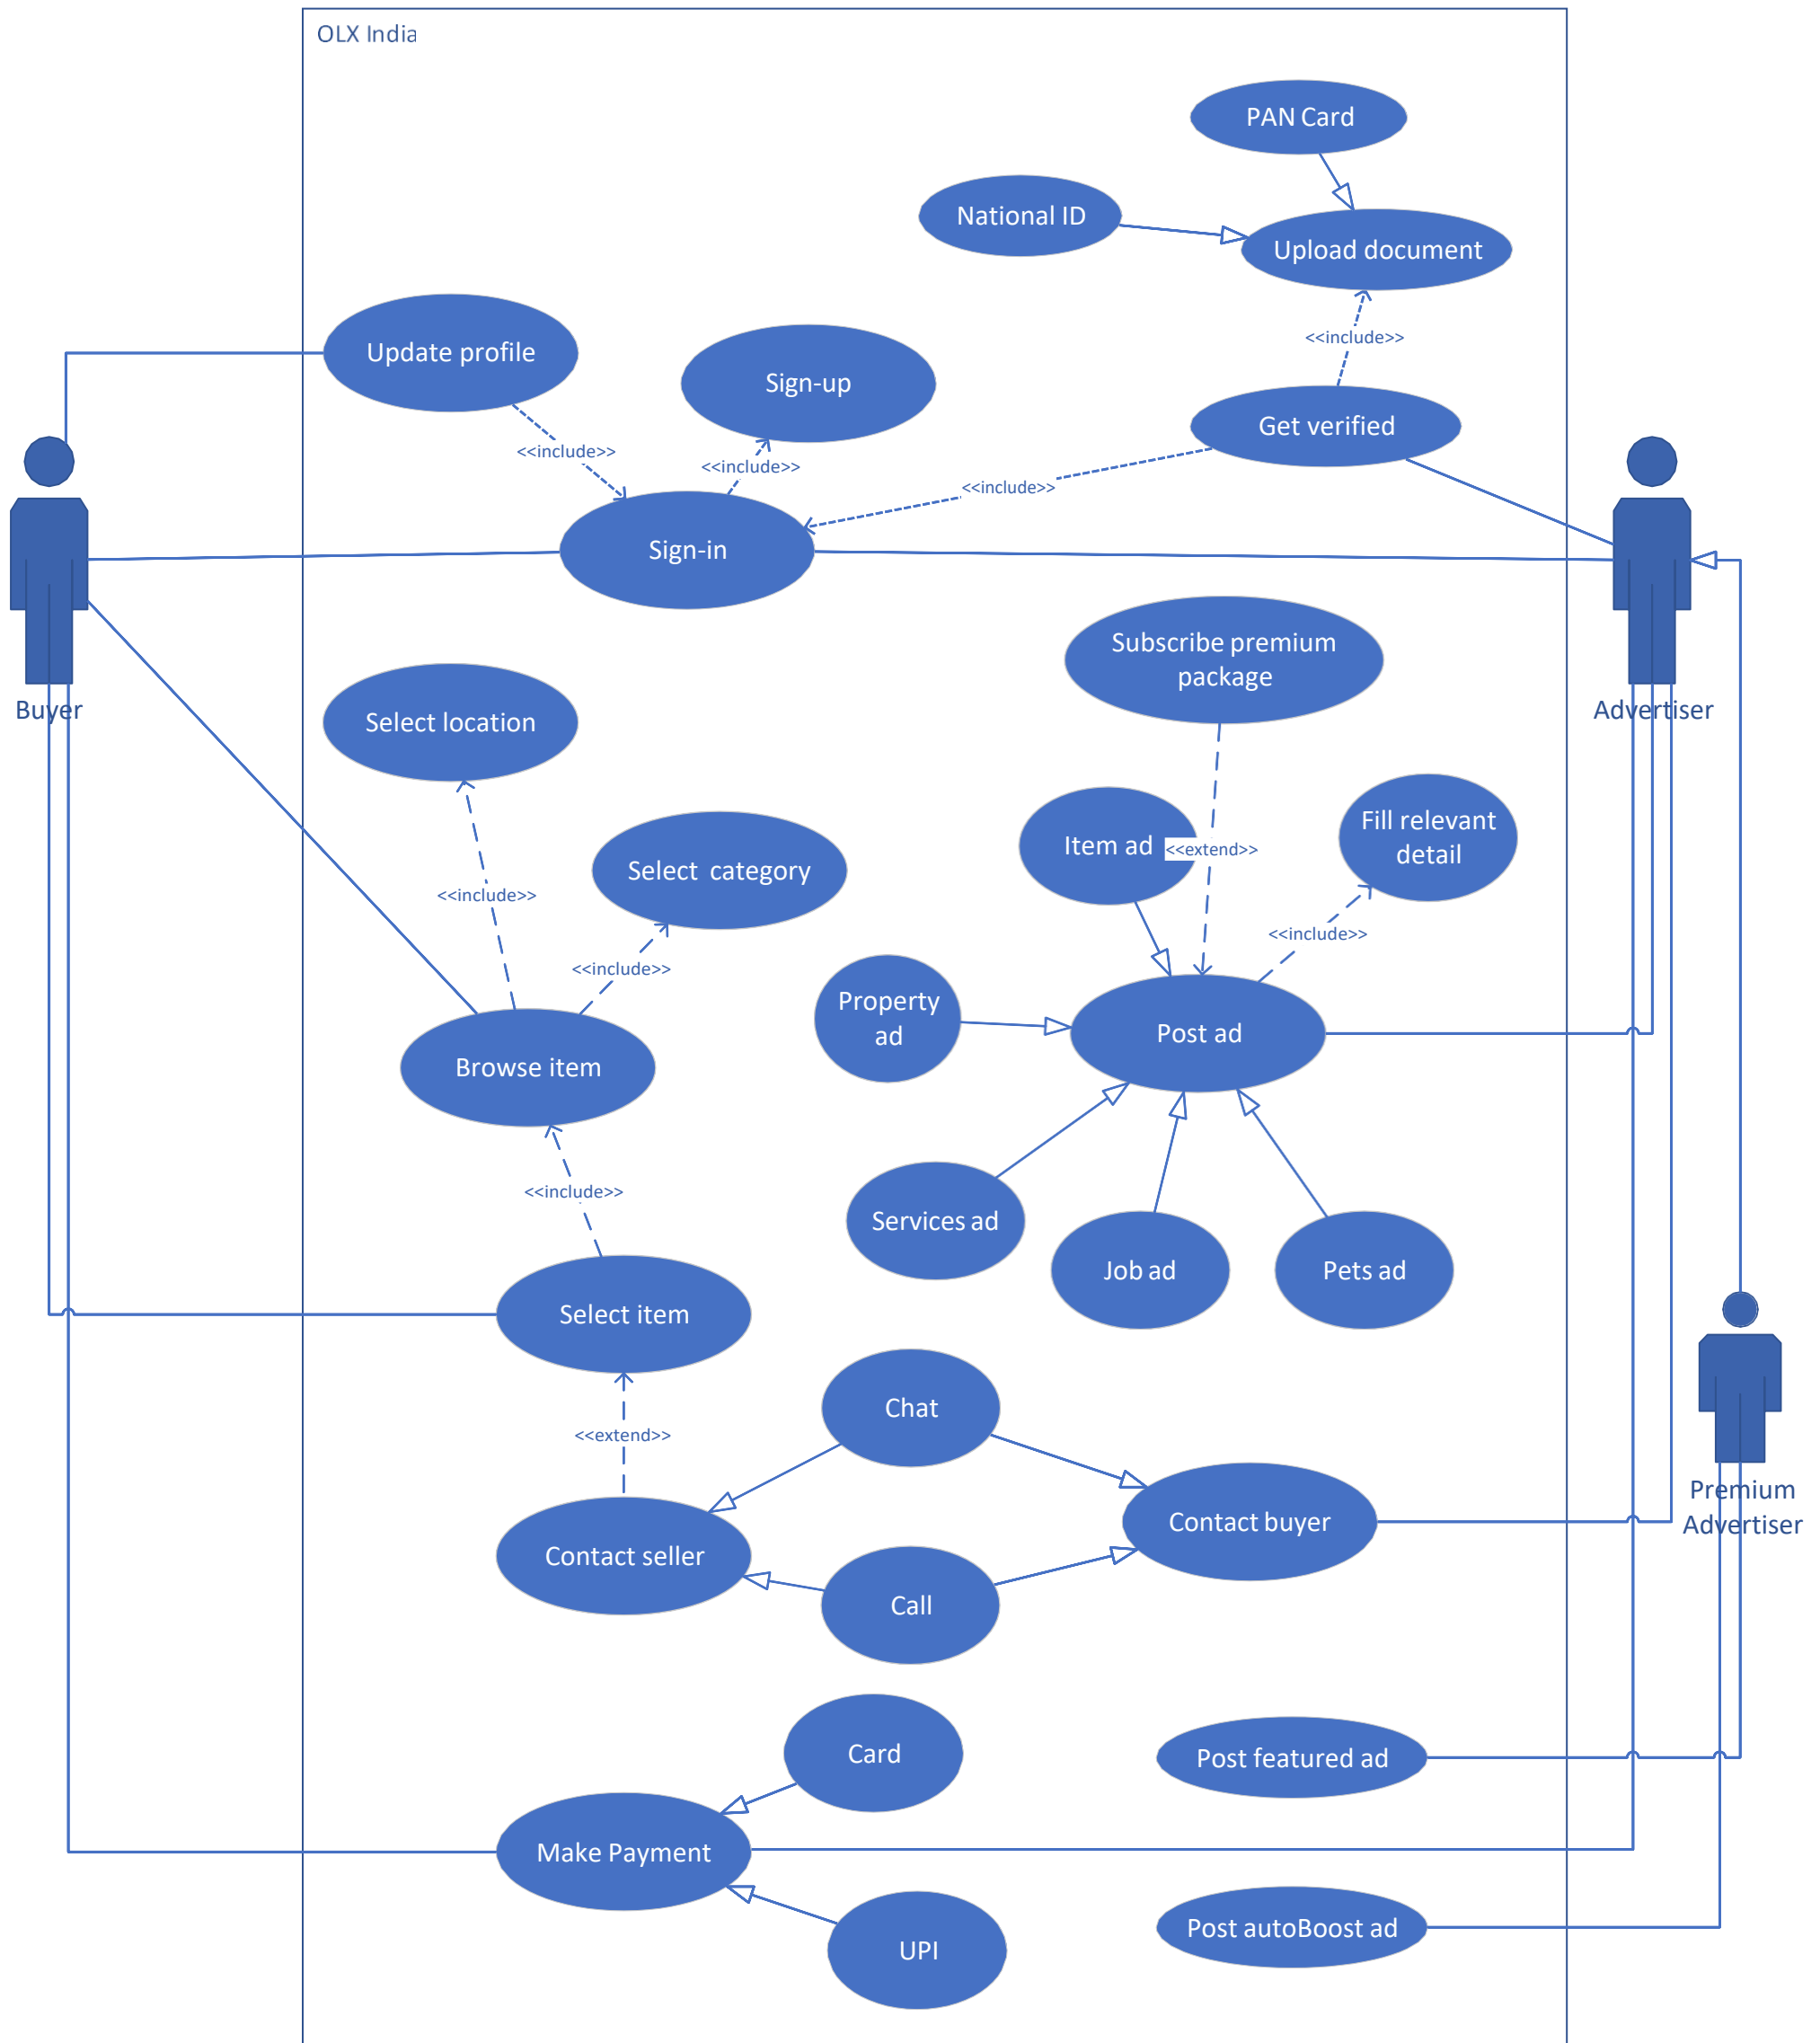 OLX India
PAN Card
National ID
Upload document
<<include>>
Update profile
Sign-up
Get verified
<<include>>
<<include>>
<<include>>
Sign-in
Buyer
Advertiser
Subscribe premium
package
Select location
Select  category
Item ad
<<extend>>
Fill relevant
detail
<<include>>
<<include>>
<<include>>
Property
ad
Post ad
Browse item
<<include>>
Services ad
Job ad
Pets ad
Select item
Chat
<<extend>>
Contact seller
Contact buyer
Call
Premium
Advertiser
Card
Post featured ad
Make Payment
UPI
Post autoBoost ad